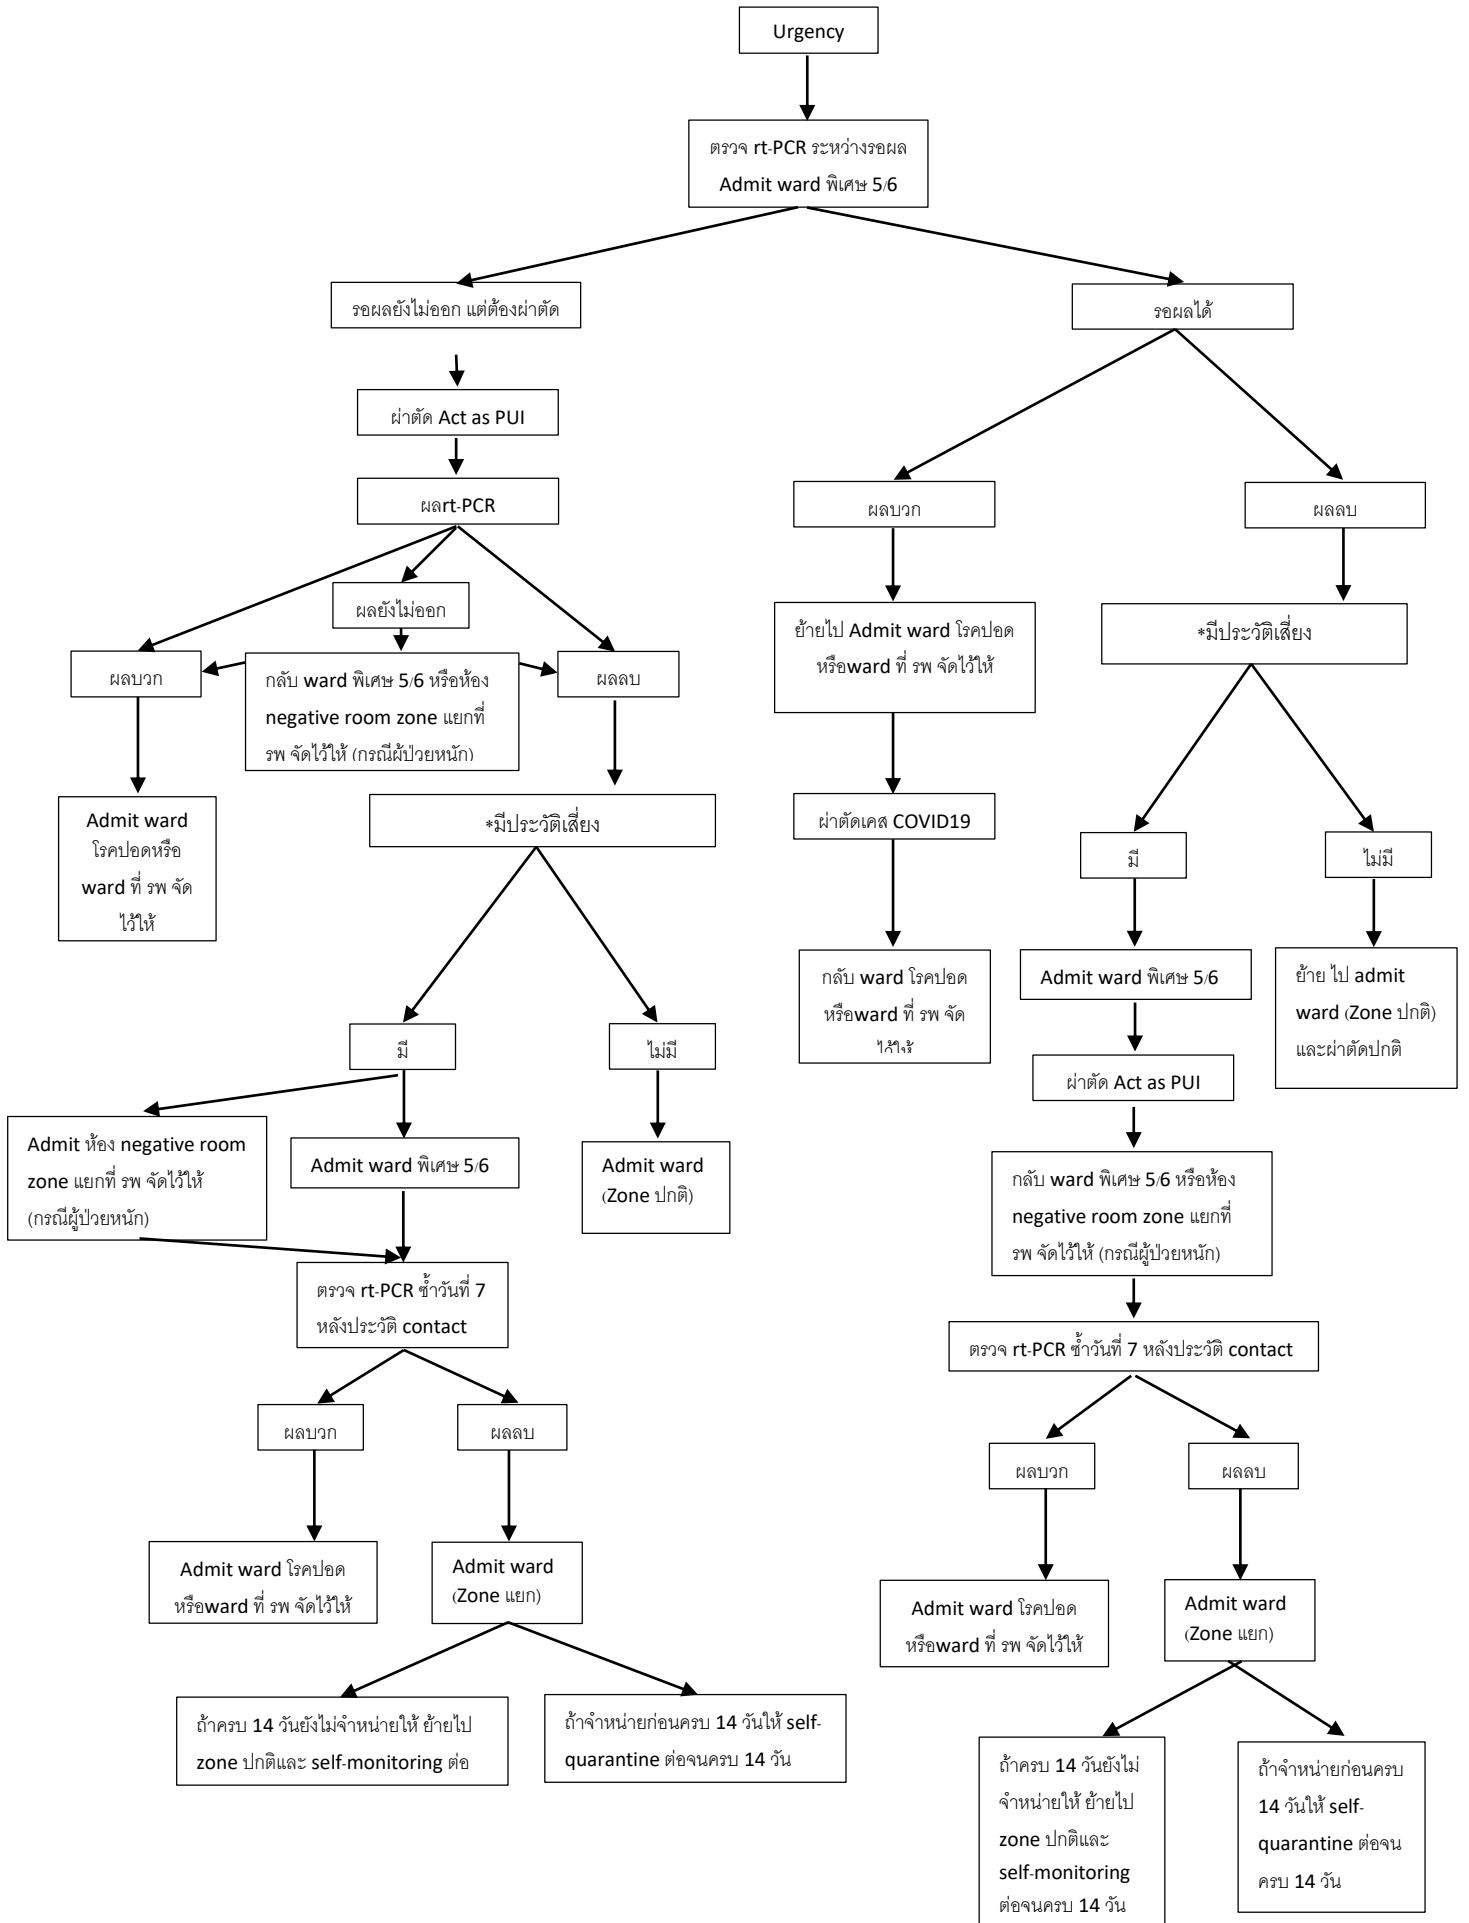 Urgency
ตรวจ rt-PCR ระหว่างรอผล
Admit ward พิเศษ 5/6
รอผลยังไม่ออก แต่ต้องผ่าตัด
รอผลได้
ผ่าตัด Act as PUI
ผลrt-PCR
ผลบวก
ผลลบ
ผลยังไม่ออก
ผลบวก
กลับ ward พิเศษ 5/6 หรือห้อง
negative room zone แยกที่
รพ จัดไว้ให้ (กรณีผู้ป่วยหนัก)
ผลลบ
ย้ายไป Admit ward โรคปอด
หรือward ที่ รพ จัดไว้ให้
*มีประวัติเสี่ยง
Admit ward
โรคปอดหรือ
ward ที่ รพ จัด
ไว้ให้
*มีประวัติเสี่ยง
ผ่าตัดเคส COVID19
มี
ไม่มี
กลับ ward โรคปอด
หรือward ที่ รพ จัด
ไว้ให้
Admit ward พิเศษ 5/6
ย้าย ไป admit
ward (Zone ปกติ)
และผ่าตัดปกติ
มี
ไม่มี
ผ่าตัด Act as PUI
Admit ห้อง negative room
zone แยกที่ รพ จัดไว้ให้
(กรณีผู้ป่วยหนัก)
Admit ward พิเศษ 5/6
Admit ward
(Zone ปกติ)
กลับ ward พิเศษ 5/6 หรือห้อง
negative room zone แยกที่
รพ จัดไว้ให้ (กรณีผู้ป่วยหนัก)
ตรวจ rt-PCR ซ้ำวันที่ 7
หลังประวัติ contact
ตรวจ rt-PCR ซ้ำวันที่ 7 หลังประวัติ contact
ผลบวก
ผลลบ
ผลบวก
ผลลบ
Admit ward โรคปอด
หรือward ที่ รพ จัดไว้ให้
Admit ward
(Zone แยก)
Admit ward โรคปอด
หรือward ที่ รพ จัดไว้ให้
Admit ward
(Zone แยก)
ถ้าครบ 14 วันยังไม่จำหน่ายให้ ย้ายไป
zone ปกติและ self-monitoring ต่อ
ถ้าจำหน่ายก่อนครบ 14 วันให้ self-
quarantine ต่อจนครบ 14 วัน
ถ้าครบ 14 วันยังไม่
จำหน่ายให้ ย้ายไป
zone ปกติและ
self-monitoring
ต่อจนครบ 14 วัน
ถ้าจำหน่ายก่อนครบ
14 วันให้ self-
quarantine ต่อจน
ครบ 14 วัน